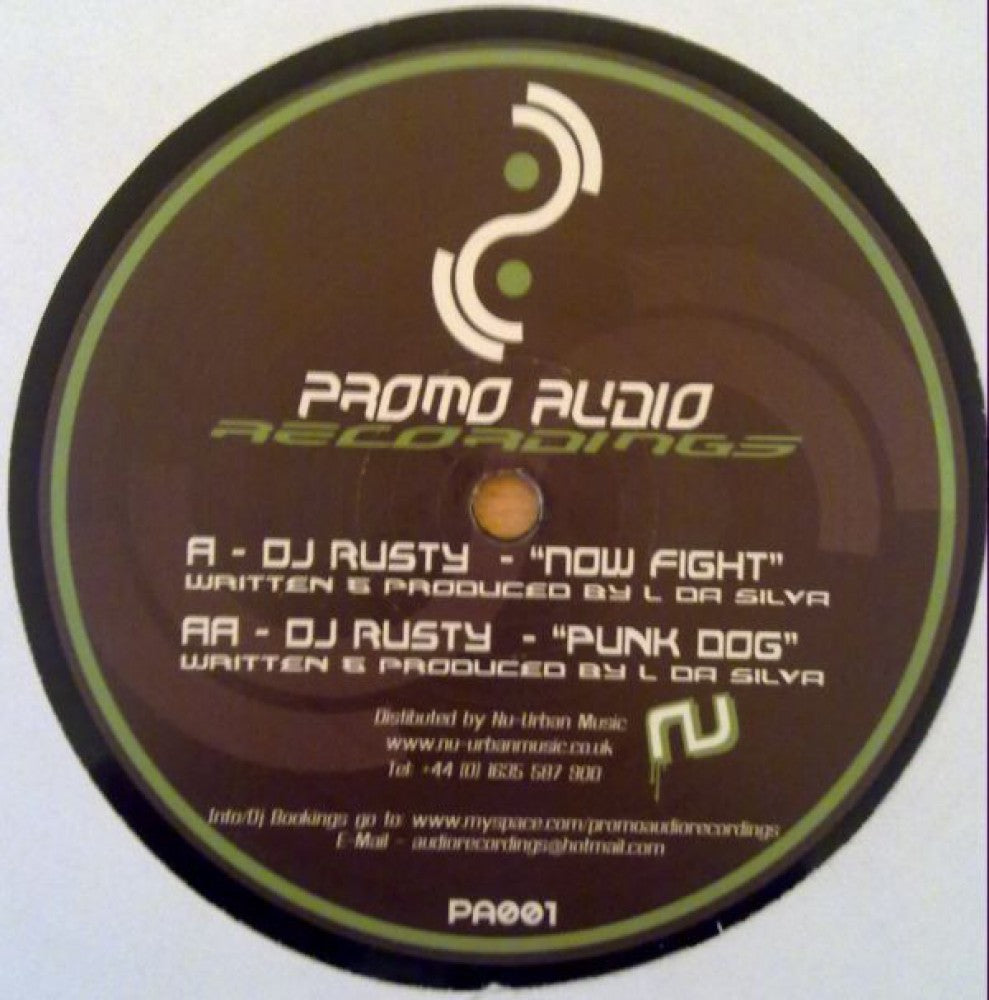 PROMO AUDIO
RECORDINGS
A - DJ RUSTY - "NOW FIGHT"
WRITTEN & PRODUCED BY L DA SILVA
AA - DJ RUSTY - "PUNK DOG"
WRITTEN & PRODUCED BY L DA SILVA
Distibuted by Nu-Urban Music
www.nu-urbanmusic.co.uk
Tel: +44 (0) 1635 587 900
NU
Info/Dj Bookings go to: www.myspace.com/promoaudiorecordings
E-Mail - audiorecordings@hotmail.com
PA001